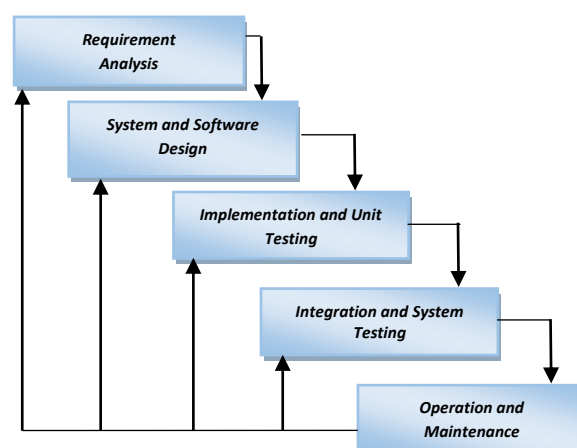 Requirement
Analysis
System and Software
Design
Implementation and Unit
Testing
Integration and System
Testing
Operation and
Maintenance